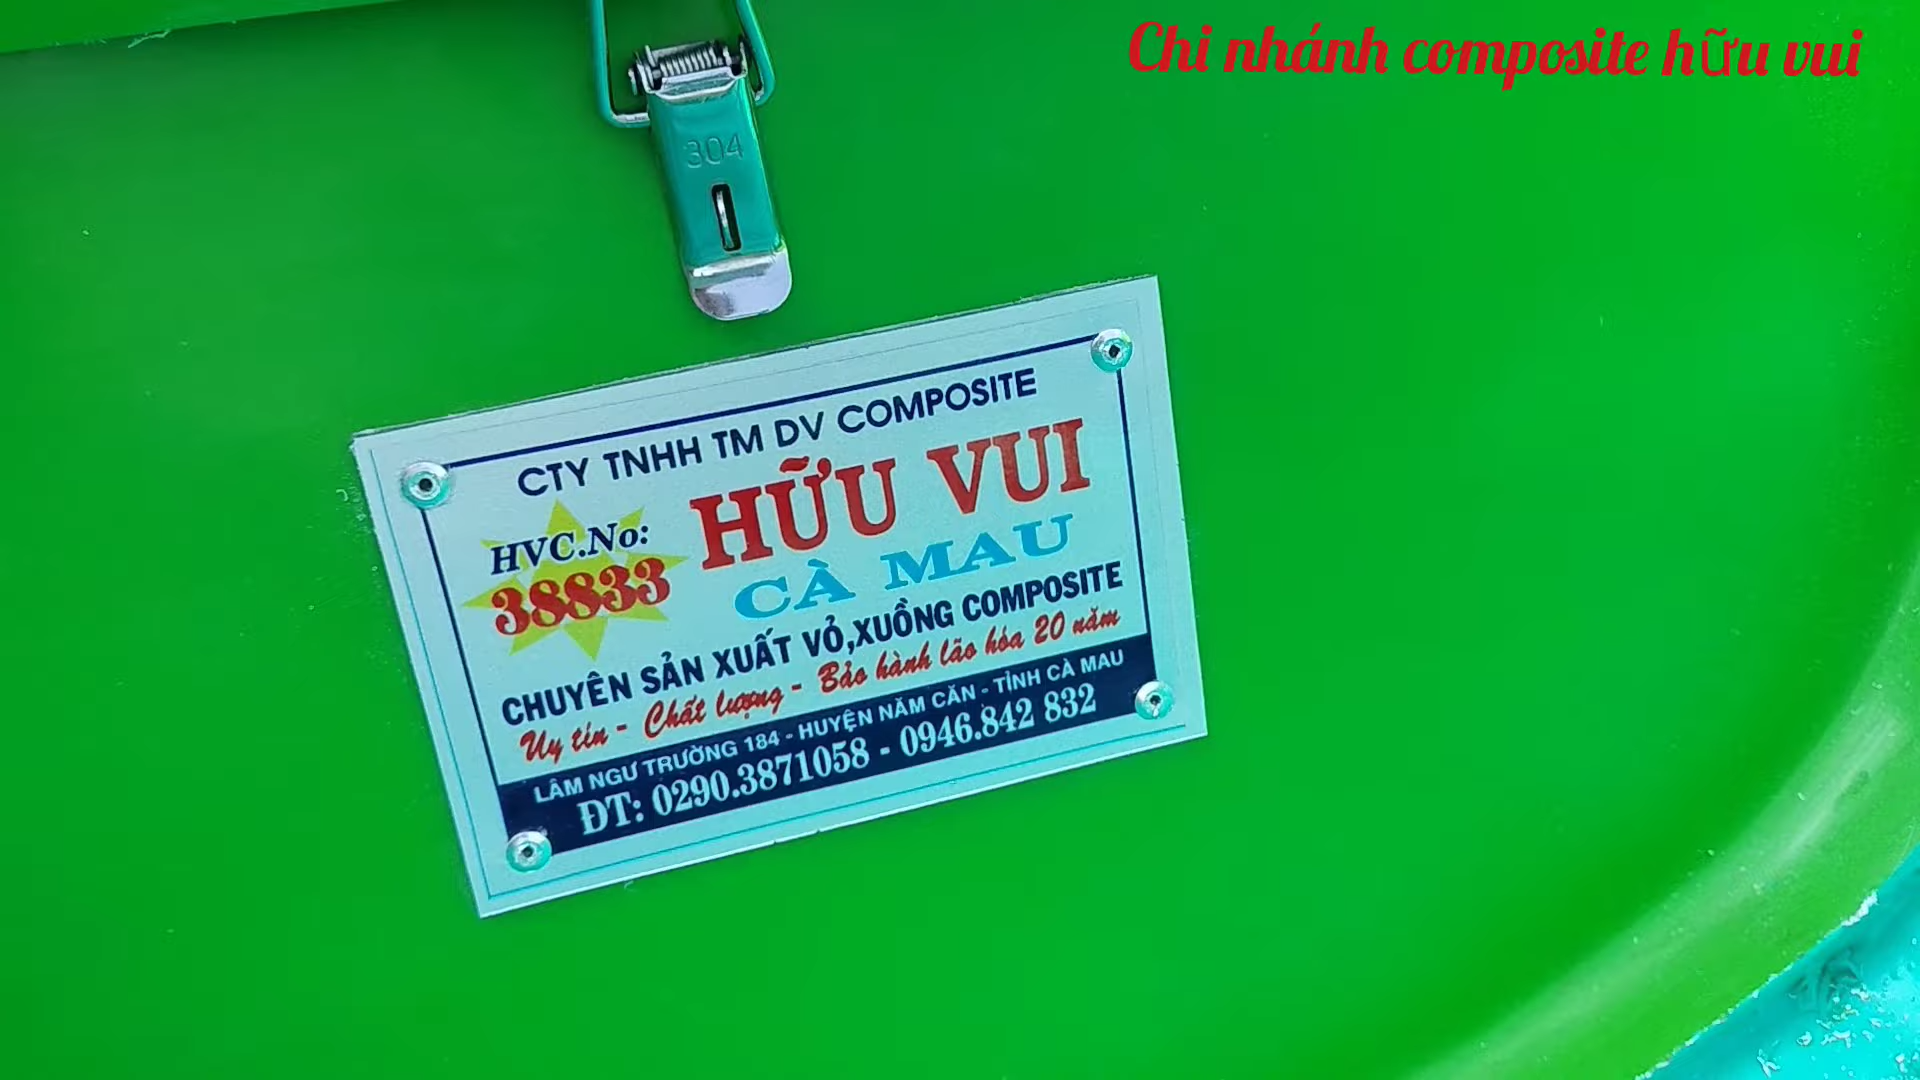 Chi nhánh composite hữu vui
304
CTY TNHH TM DV COMPOSITE
HVC.No:
38833
HỮU VUI
CÀ MAU
CHUYÊN SẢN XUẤT VỎ,XUỒNG COMPOSITE
Uy tín - Chất lượng - Bảo hành lão hóa 20 năm
LÂM NGƯ TRƯỜNG 184 - HUYỆN NĂM CĂN - TỈNH CÀ MAU
ĐT: 0290.3871058 - 0946.842 832